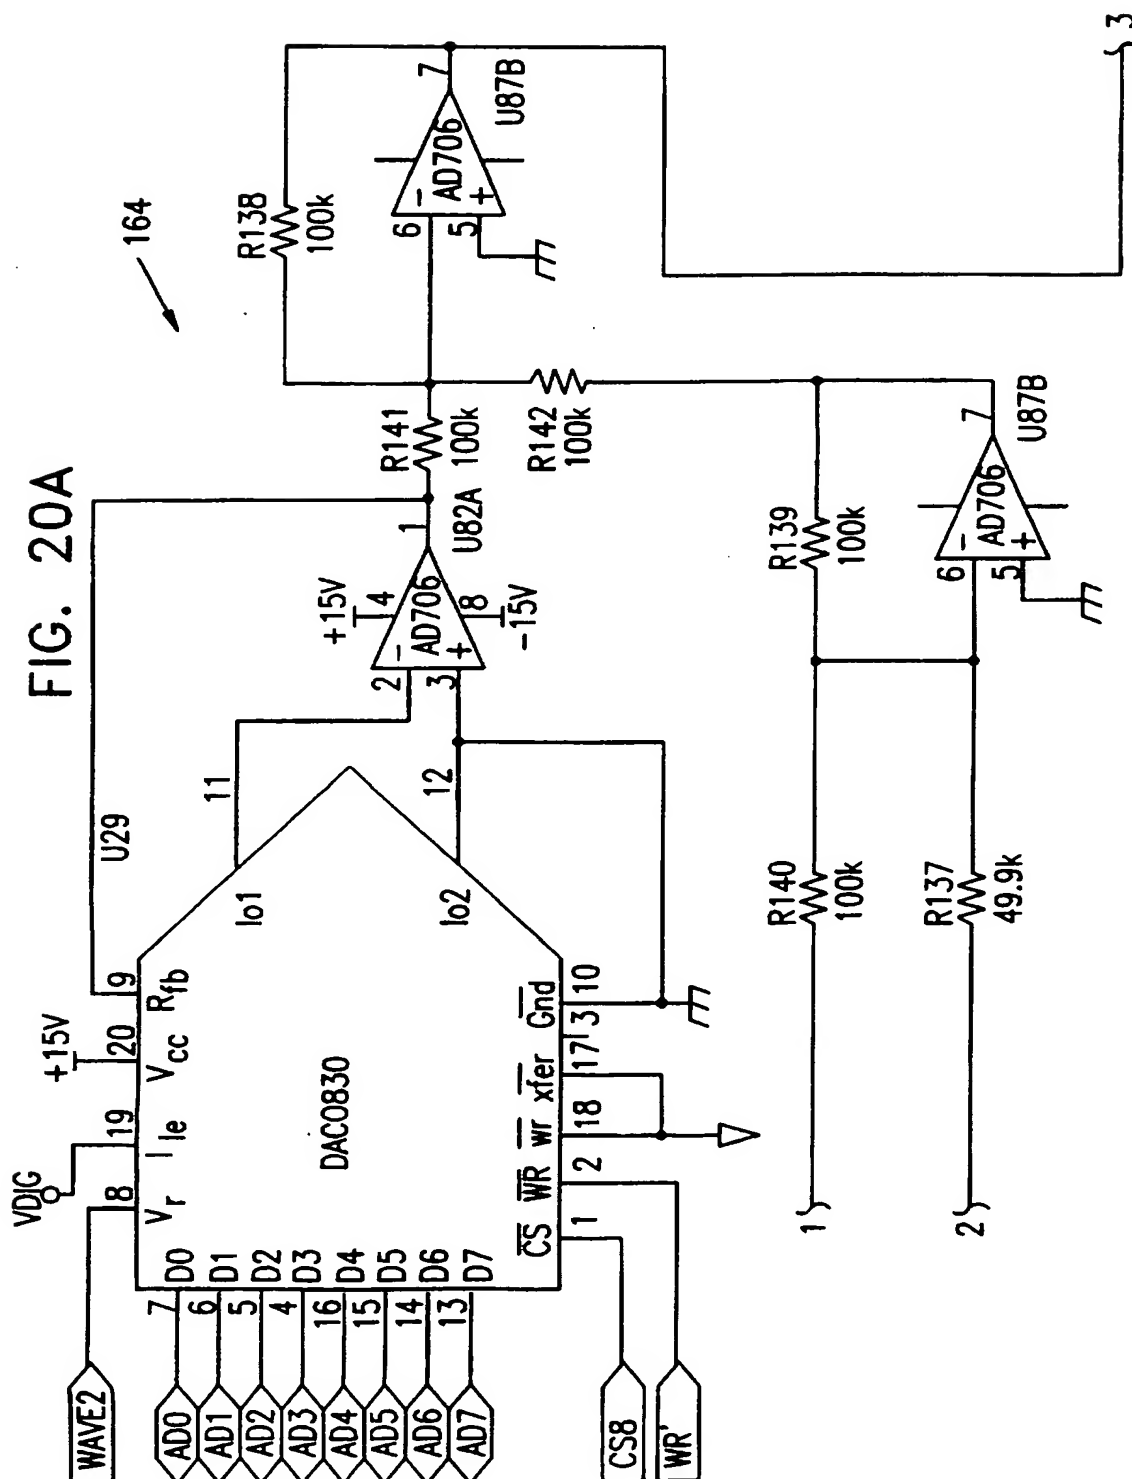 FIG. 20A
164
WAVE2
VDIG
+15V
U29
8
19
20
9
Vr
Ile
Vcc
Rfb
AD0
AD1
AD2
AD3
AD4
AD5
AD6
AD7
7
6
5
4
16
15
14
13
D0
D1
D2
D3
D4
D5
D6
D7
DAC0830
Io1
11
Io2
12
CS
WR
wr
xfer
Gnd
1
2
18
17
3
10
CS8
WR'
+15V
4
2
3
−
+
AD706
8
−15V
1
U82A
R141
100k
R138
100k
R142
100k
6
5
−
+
AD706
7
U87B
3
1
2
R140
100k
R137
49.9k
R139
100k
6
5
−
+
AD706
7
U87B